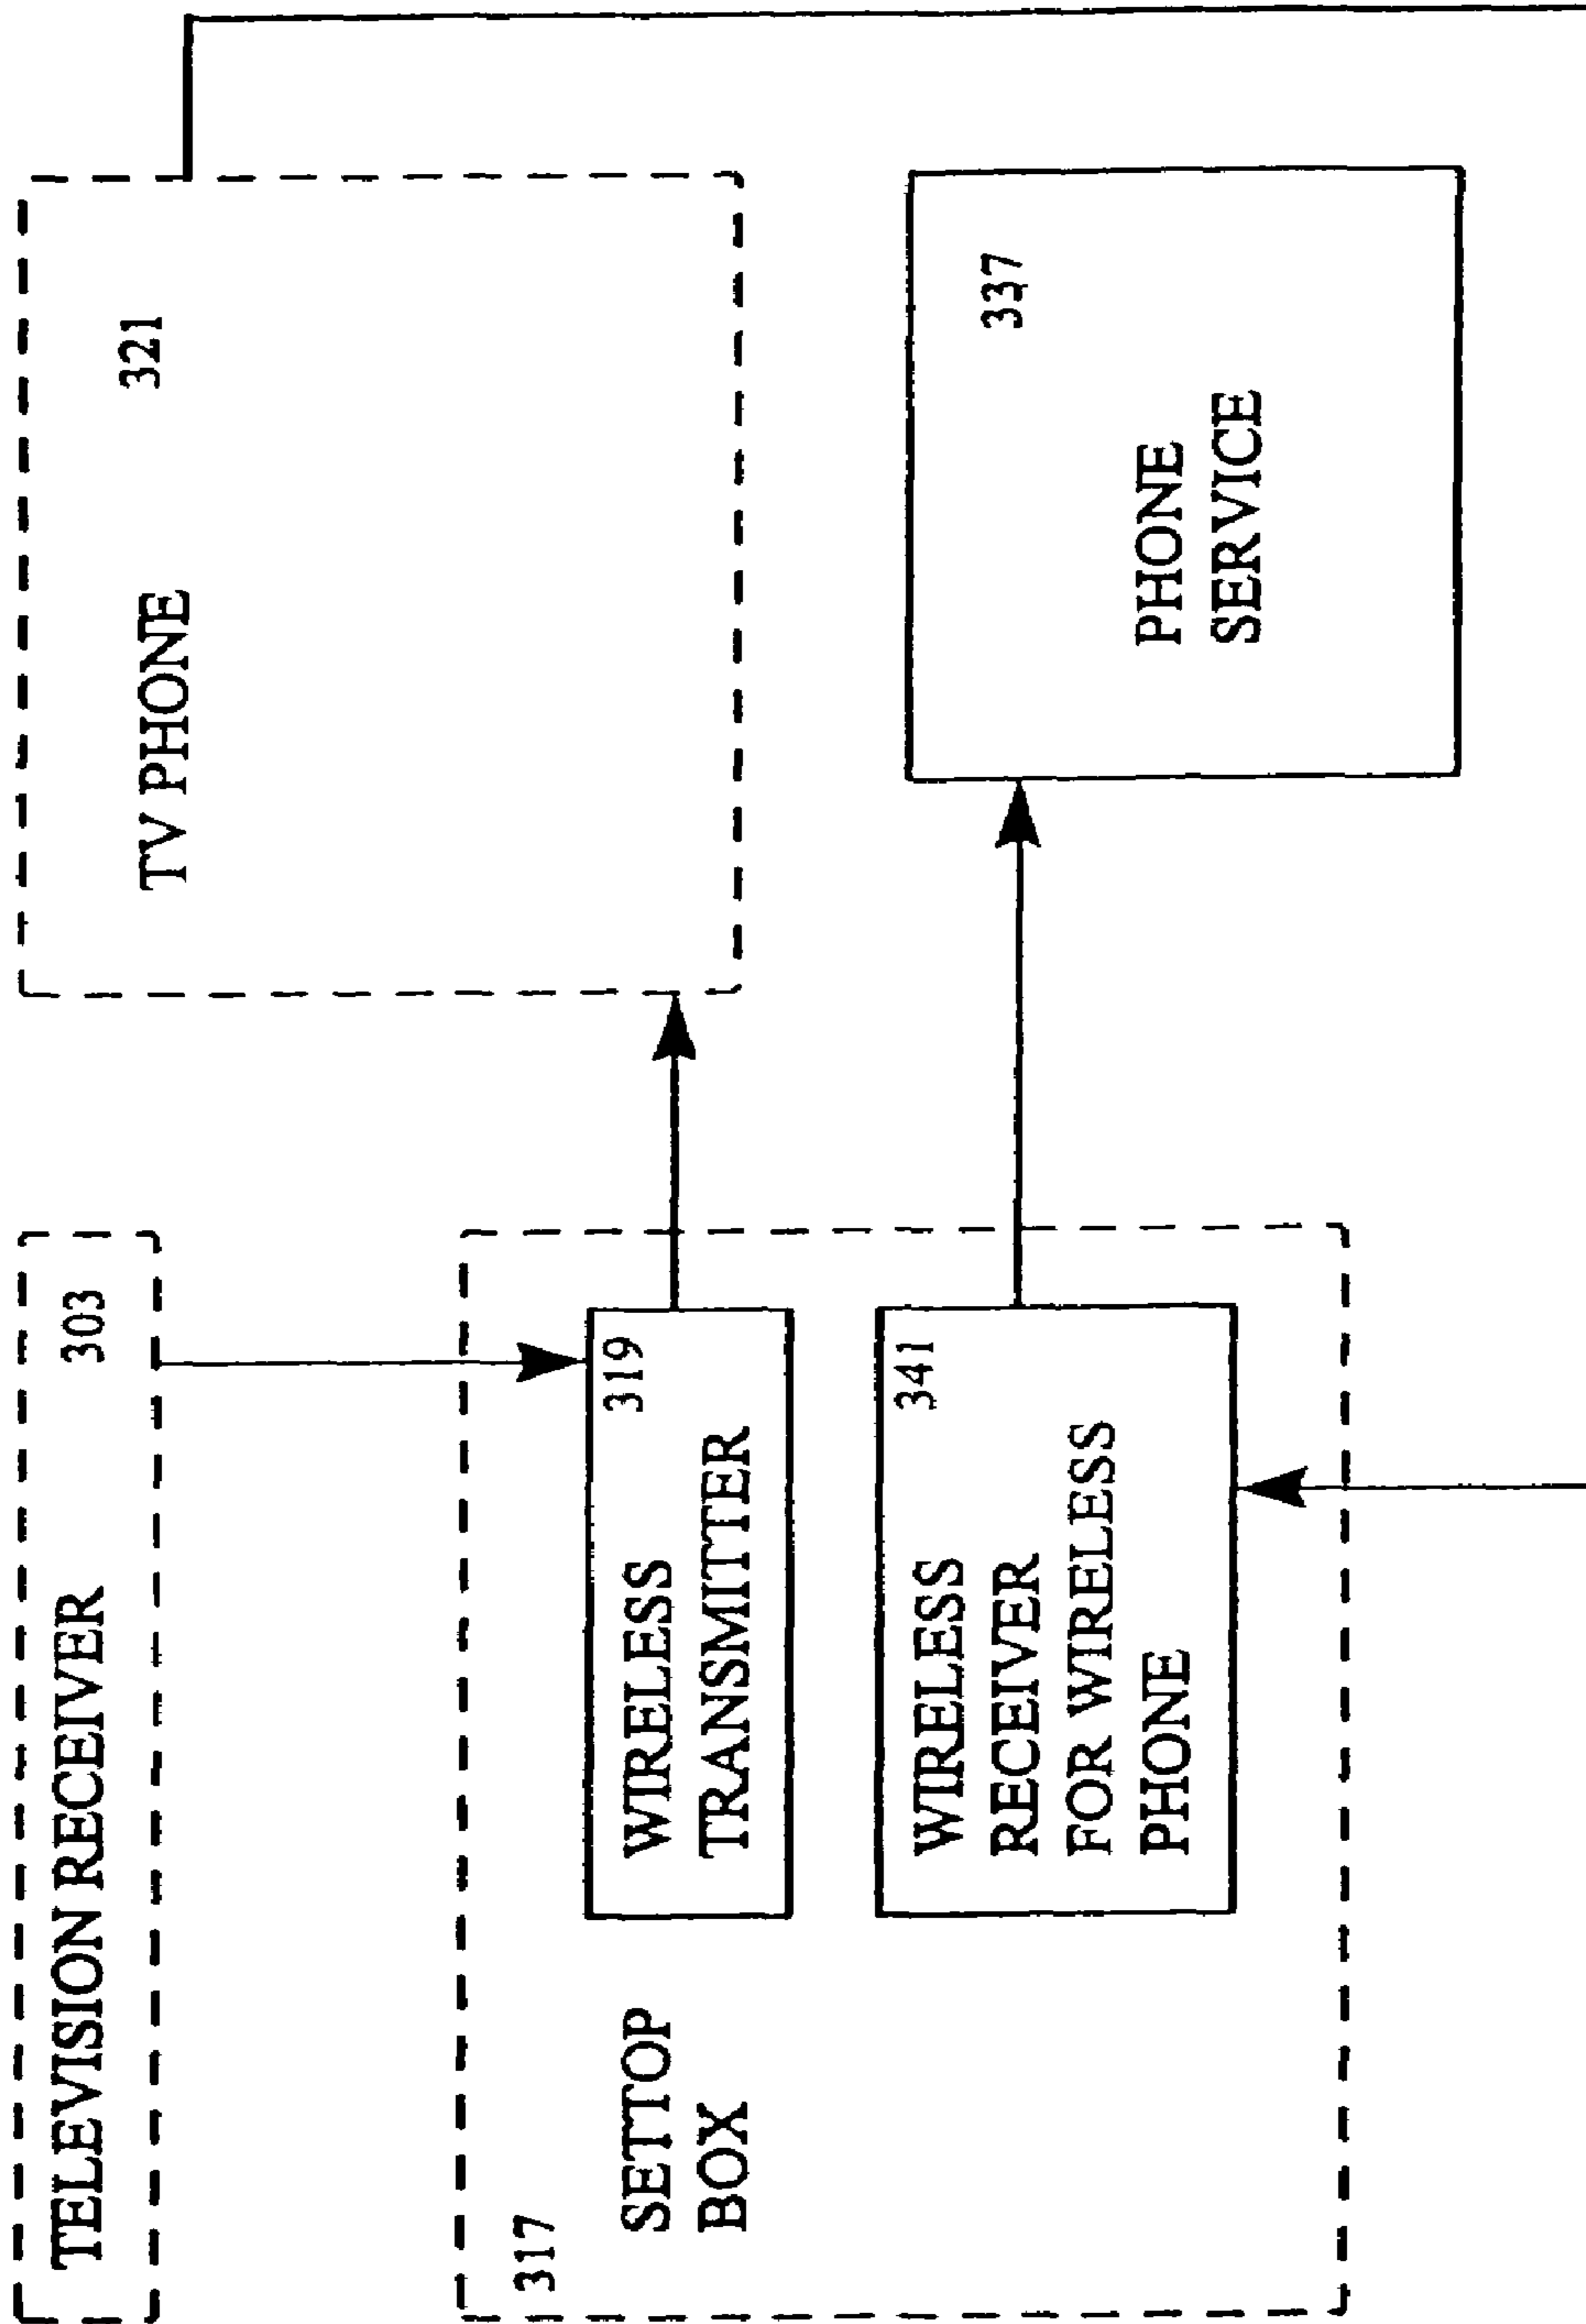 TELEVISION RECEIVER 303
TV PHONE 321
317
SETTOP
BOX
319
WIRELESS
TRANSMITTER
341
WIRELESS
RECEIVER
FOR WIRELESS
PHONE
337
PHONE
SERVICE